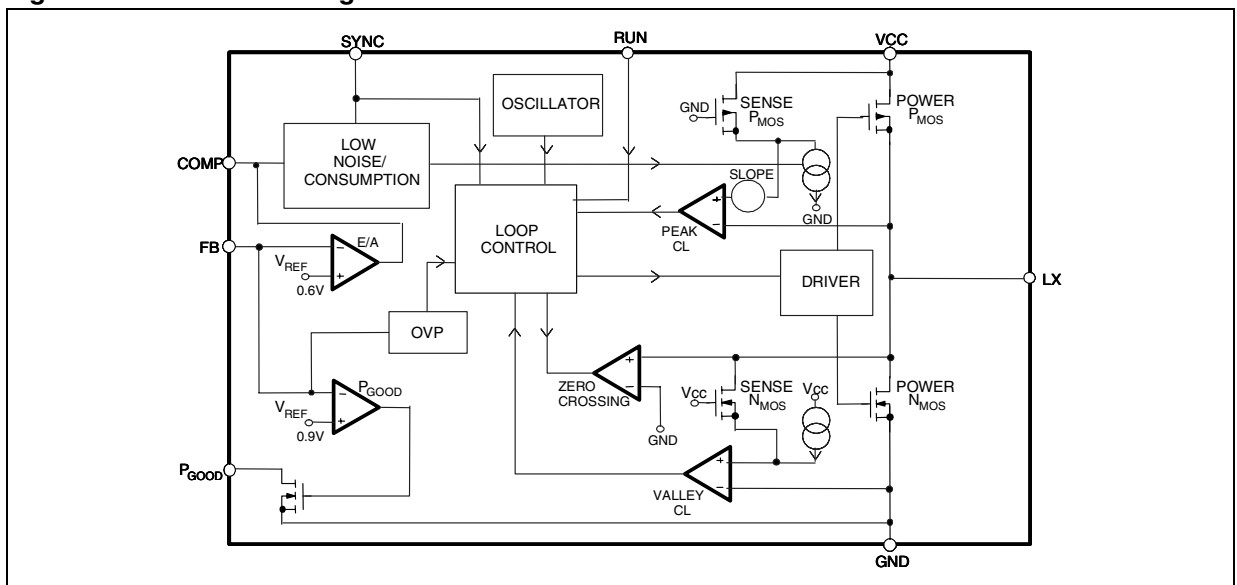 SYNC
RUN
VCC
OSCILLATOR
GND
SENSE
PMOS
POWER
PMOS
LOW
NOISE/
CONSUMPTION
COMP
SLOPE
GND
PEAK
CL
LOOP
CONTROL
FB
E/A
VREF
0.6V
DRIVER
LX
OVP
ZERO
CROSSING
GND
Vcc
SENSE
NMOS
Vcc
POWER
NMOS
PGOOD
VREF
0.9V
PGOOD
VALLEY
CL
GND